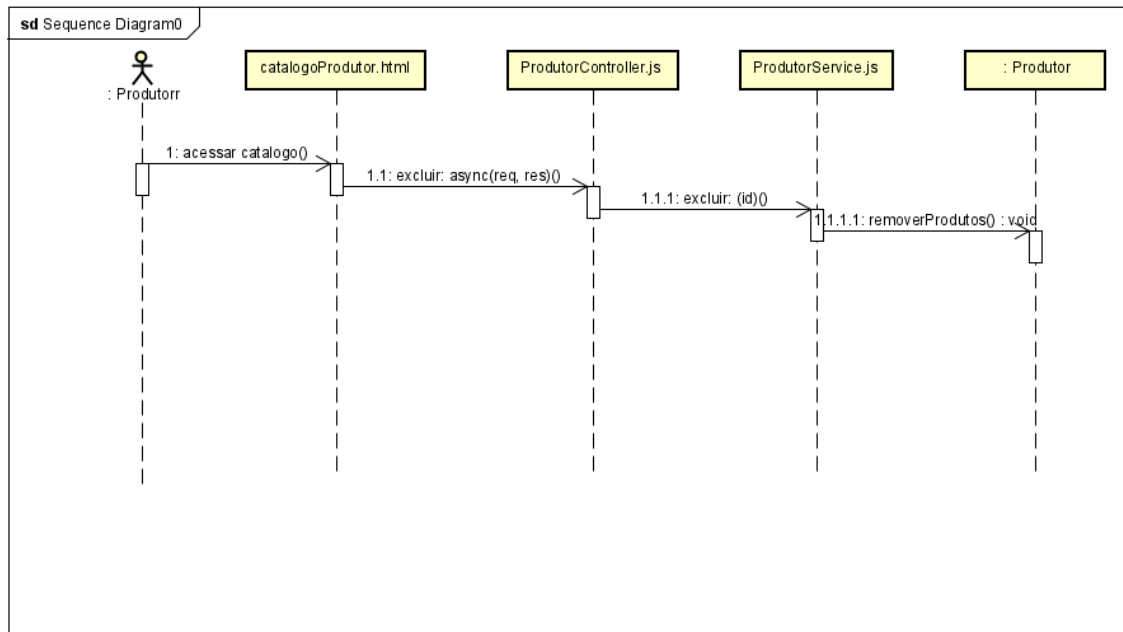 sd Sequence Diagram0
: Produtorr
catalogoProdutor.html
ProdutorController.js
ProdutorService.js
: Produtor
1: acessar catalogo()
1.1: excluir: async(req, res)()
1.1.1: excluir: (id)()
1.1.1.1: removerProdutos() : void